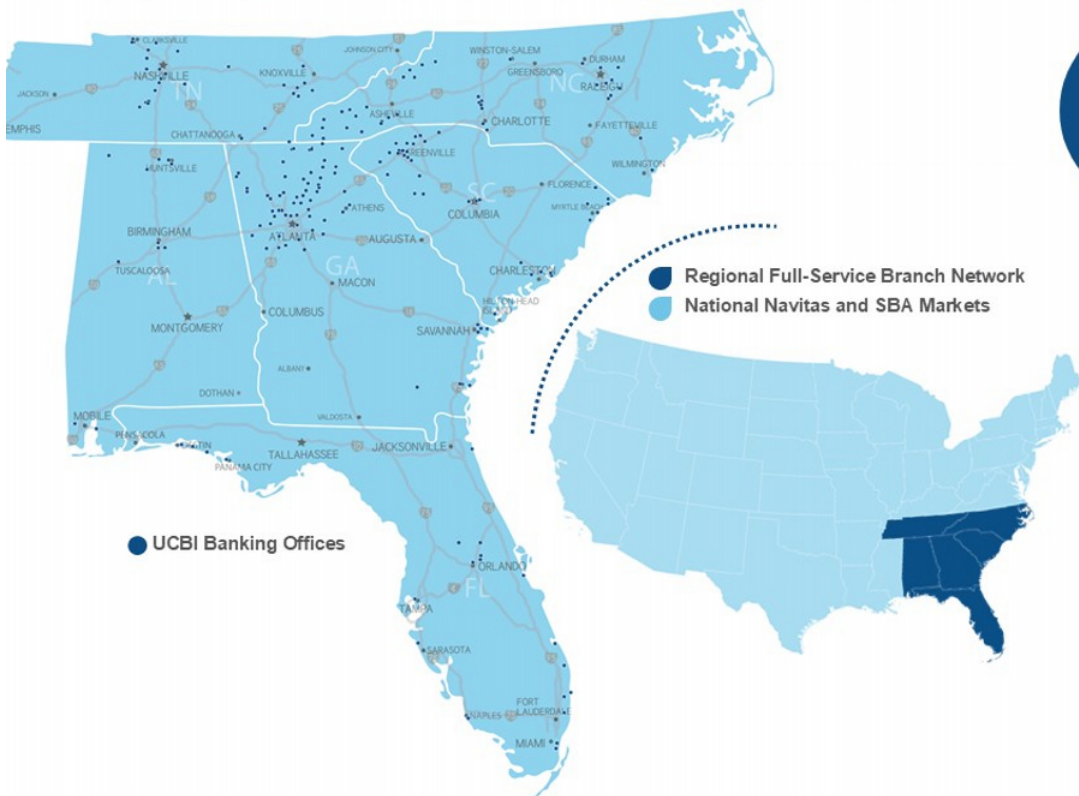 CLARKSVILLE
NASHVILLE
TN
JACKSON
EMPHIS
KNOXVILLE
JOHNSON CITY
CHATTANOOGA
WINSTON-SALEM
GREENSBORO
DURHAM
RALEIGH
NC
ASHEVILLE
CHARLOTTE
FAYETTEVILLE
WILMINGTON
HUNTSVILLE
GREENVILLE
SC
FLORENCE
COLUMBIA
MYRTLE BEACH
ATHENS
ATLANTA
AUGUSTA
BIRMINGHAM
TUSCALOOSA
AL
GA
MACON
CHARLESTON
HILTON HEAD
ISLAND
MONTGOMERY
COLUMBUS
SAVANNAH
ALBANY
DOTHAN
VALDOSTA
MOBILE
PENSACOLA
DESTIN
PANAMA CITY
TALLAHASSEE
JACKSONVILLE
ORLANDO
FL
TAMPA
SARASOTA
FORT
LAUDERDALE
NAPLES
MIAMI
UCBI Banking Offices
Regional Full-Service Branch Network
National Navitas and SBA Markets